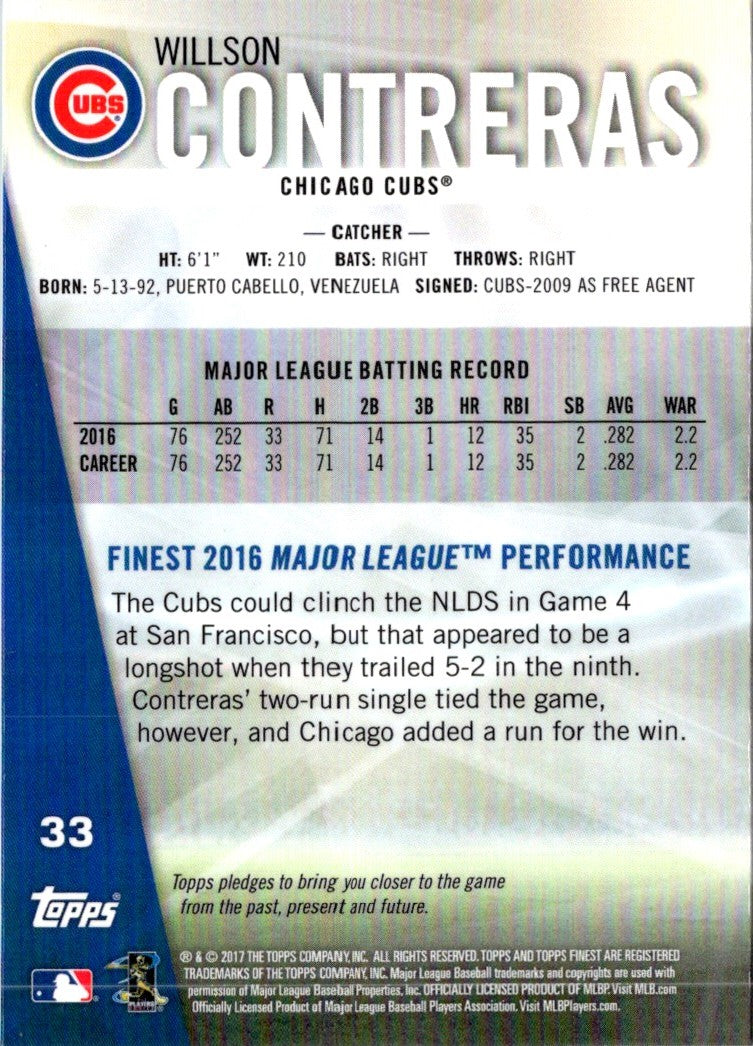 WILLSON
CUBS®
CONTRERAS
CHICAGO CUBS®
— CATCHER —
HT: 6'1" WT: 210 BATS: RIGHT THROWS: RIGHT
BORN: 5-13-92, PUERTO CABELLO, VENEZUELA SIGNED: CUBS-2009 AS FREE AGENT
MAJOR LEAGUE BATTING RECORD
G AB R H 2B 3B HR RBI SB AVG WAR
2016 76 252 33 71 14 1 12 35 2 .282 2.2
CAREER 76 252 33 71 14 1 12 35 2 .282 2.2
FINEST 2016 MAJOR LEAGUE™ PERFORMANCE
The Cubs could clinch the NLDS in Game 4
at San Francisco, but that appeared to be a
longshot when they trailed 5-2 in the ninth.
Contreras' two-run single tied the game,
however, and Chicago added a run for the win.
33
Topps pledges to bring you closer to the game
from the past, present and future.
Topps®
® & © 2017 THE TOPPS COMPANY, INC. ALL RIGHTS RESERVED. TOPPS AND TOPPS FINEST ARE REGISTERED
TRADEMARKS OF THE TOPPS COMPANY, INC. Major League Baseball trademarks and copyrights are used with
permission of Major League Baseball Properties, Inc. OFFICIALLY LICENSED PRODUCT OF MLBP. Visit MLB.com
Officially Licensed Product of Major League Baseball Players Association. Visit MLBPlayers.com.
PLAYERS